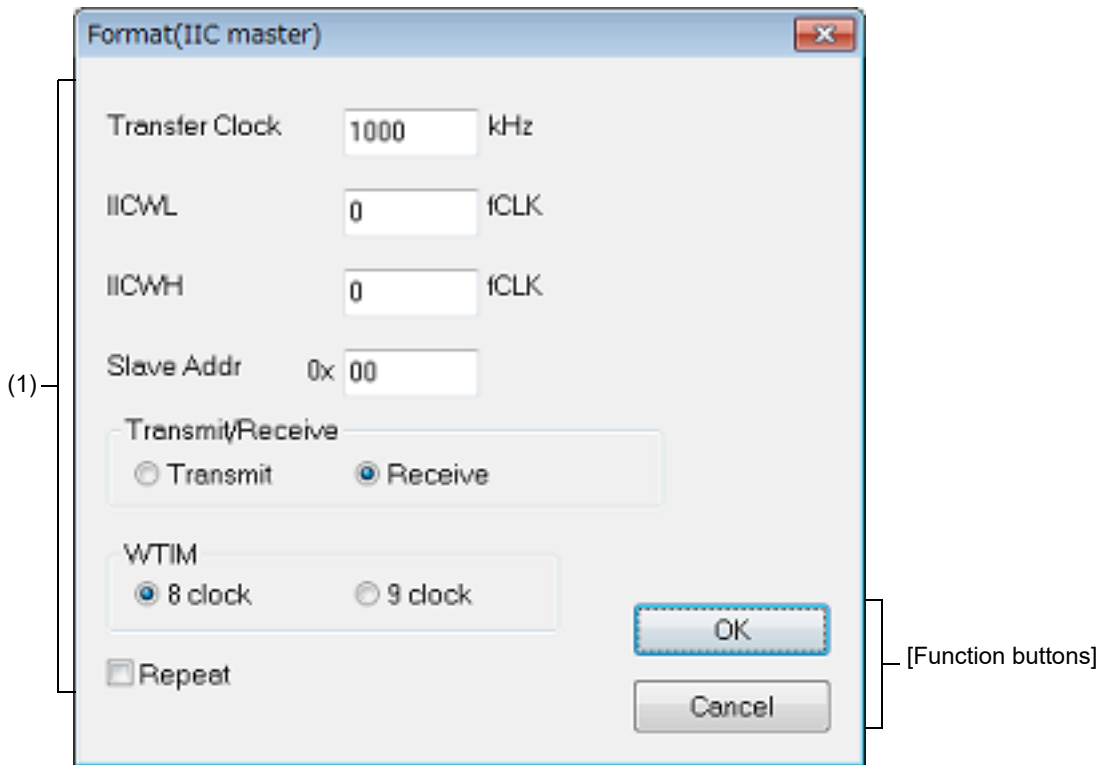 Format(IIC master)
Transfer Clock 1000 kHz
IICWL 0 fCLK
IICWH 0 fCLK
Slave Addr 0x 00
(1)
Transmit/Receive
Transmit Receive
WTIM
8 clock 9 clock
OK
[Function buttons]
Repeat
Cancel